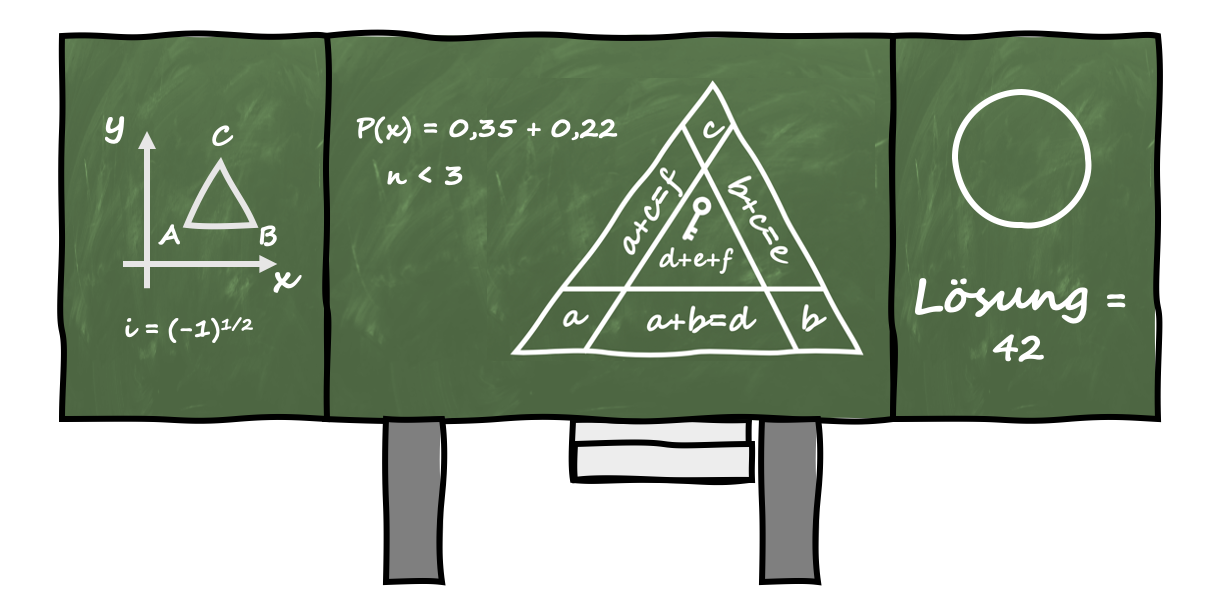 y
C
A
B
x
i = (-1)^1/2
P(x) = 0,35 + 0,22
n < 3
c
a+c=f
b+c=e
d+e+f
a
a+b=d
b
Lösung =
42